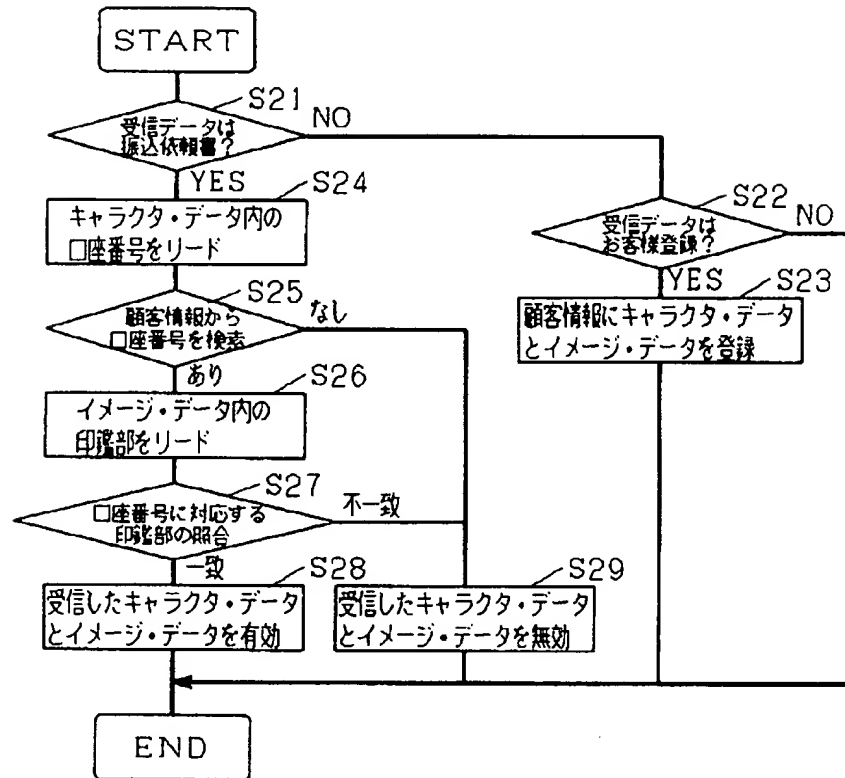 START
S21
受信データは
振込依頼書?
NO
YES
S24
キャラクタ・データ内の
口座番号をリード
S22
受信データは
お客様登録?
NO
YES
S23
顧客情報にキャラクタ・データ
とイメージ・データを登録
S25
顧客情報から
口座番号を検索
なし
あり
S26
イメージ・データ内の
印鑑部をリード
S27
口座番号に対応する
印鑑部の照合
不一致
一致
S28
受信したキャラクタ・データ
とイメージ・データを有効
S29
受信したキャラクタ・データ
とイメージ・データを無効
END